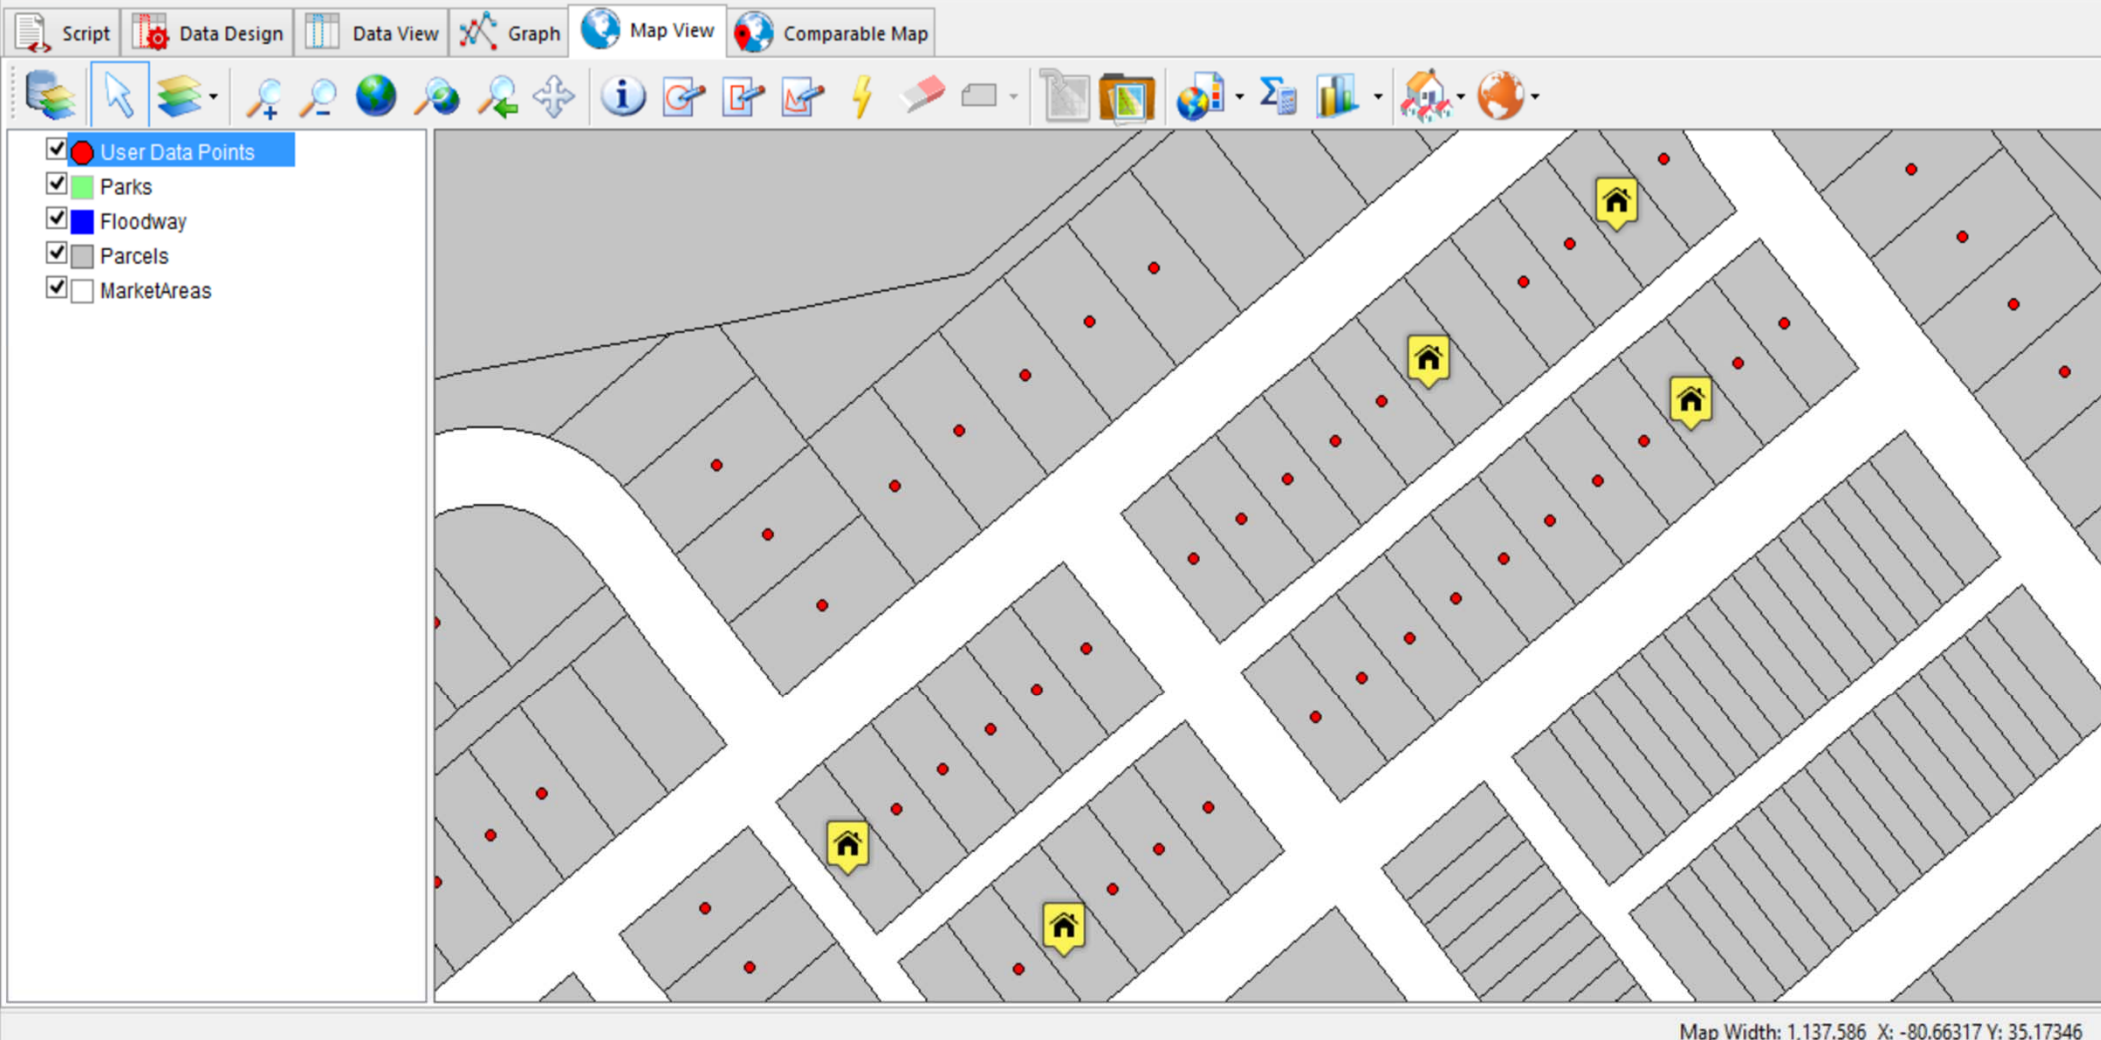 Script Data Design Data View Graph Map View Comparable Map
User Data Points
Parks
Floodway
Parcels
MarketAreas
Map Width: 1,137.586 X: -80.66317 Y: 35.17346